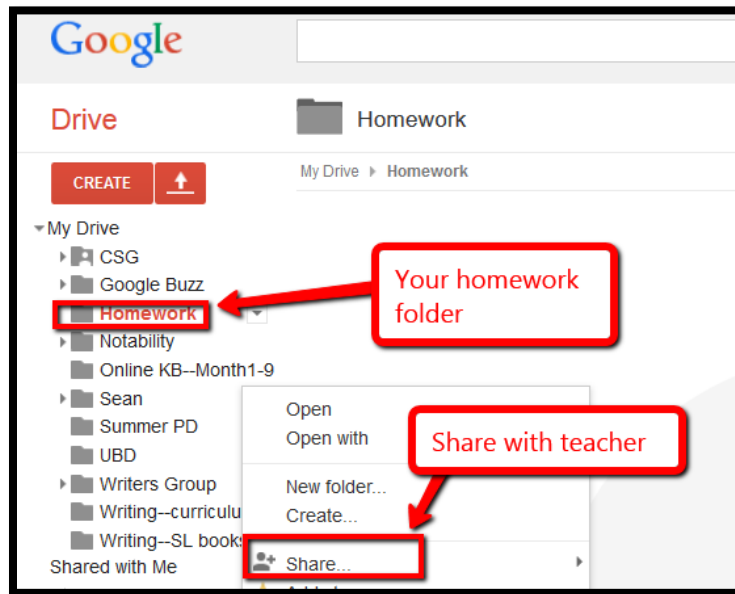 Google
Drive
Homework
CREATE
My Drive Homework
My Drive
CSG
Google Buzz
Your homework
folder
Homework
Notability
Online KB--Month1-9
Sean
Open
Summer PD
Open with
Share with teacher
UBD
Writers Group
New folder...
Writing--curriculu
Create...
Writing--SL books
Shared with Me
Share...